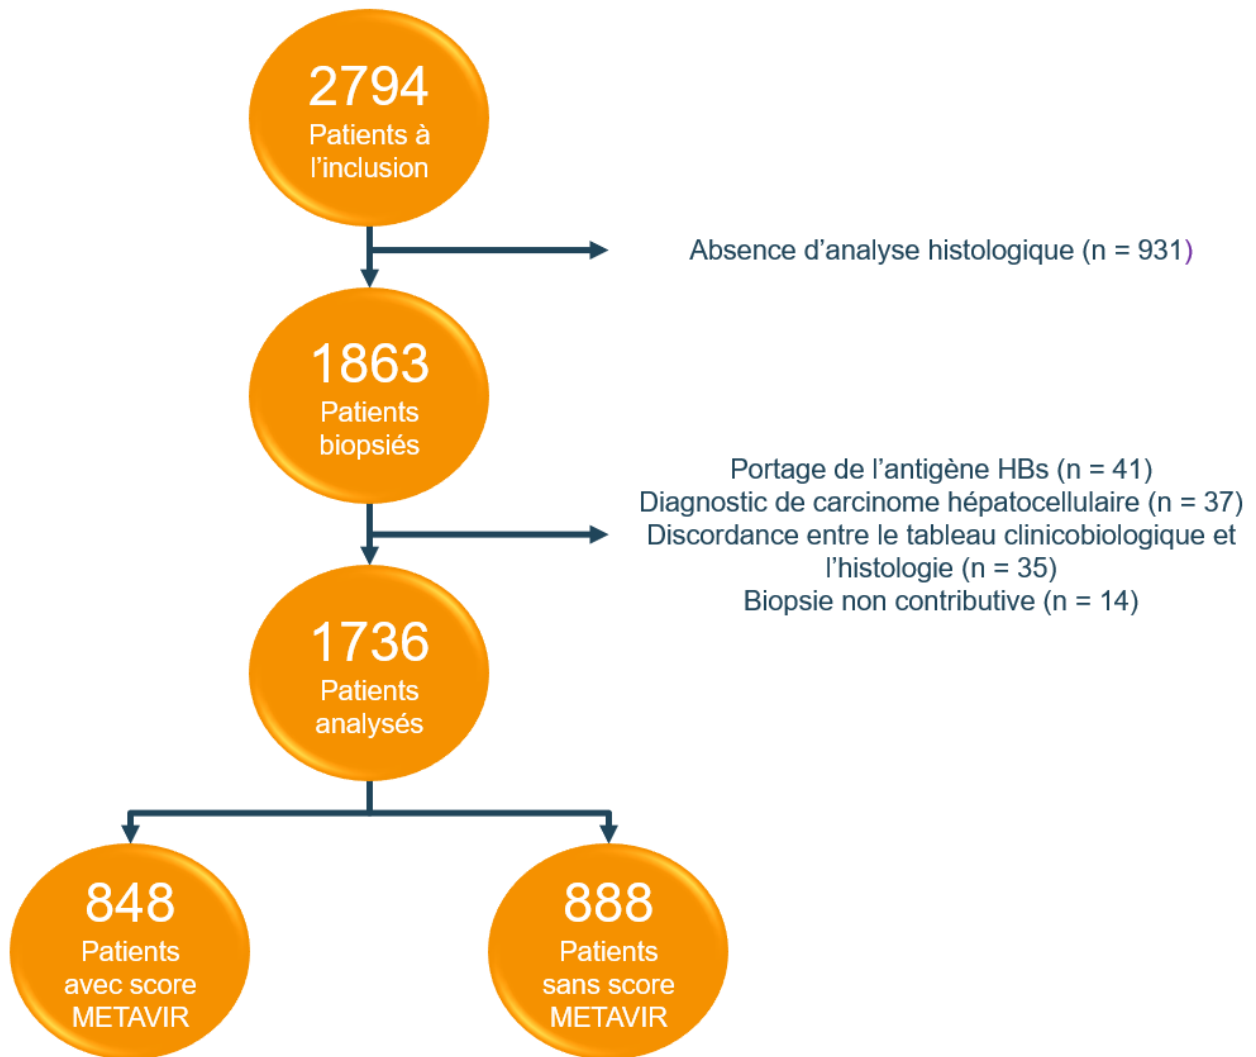 2794
Patients à
l’inclusion
Absence d’analyse histologique (n = 931)
1863
Patients
biopsiés
Portage de l’antigène HBs (n = 41)
Diagnostic de carcinome hépatocellulaire (n = 37)
Discordance entre le tableau clinicobiologique et
l’histologie (n = 35)
Biopsie non contributive (n = 14)
1736
Patients
analysés
848
Patients
avec score
METAVIR
888
Patients
sans score
METAVIR